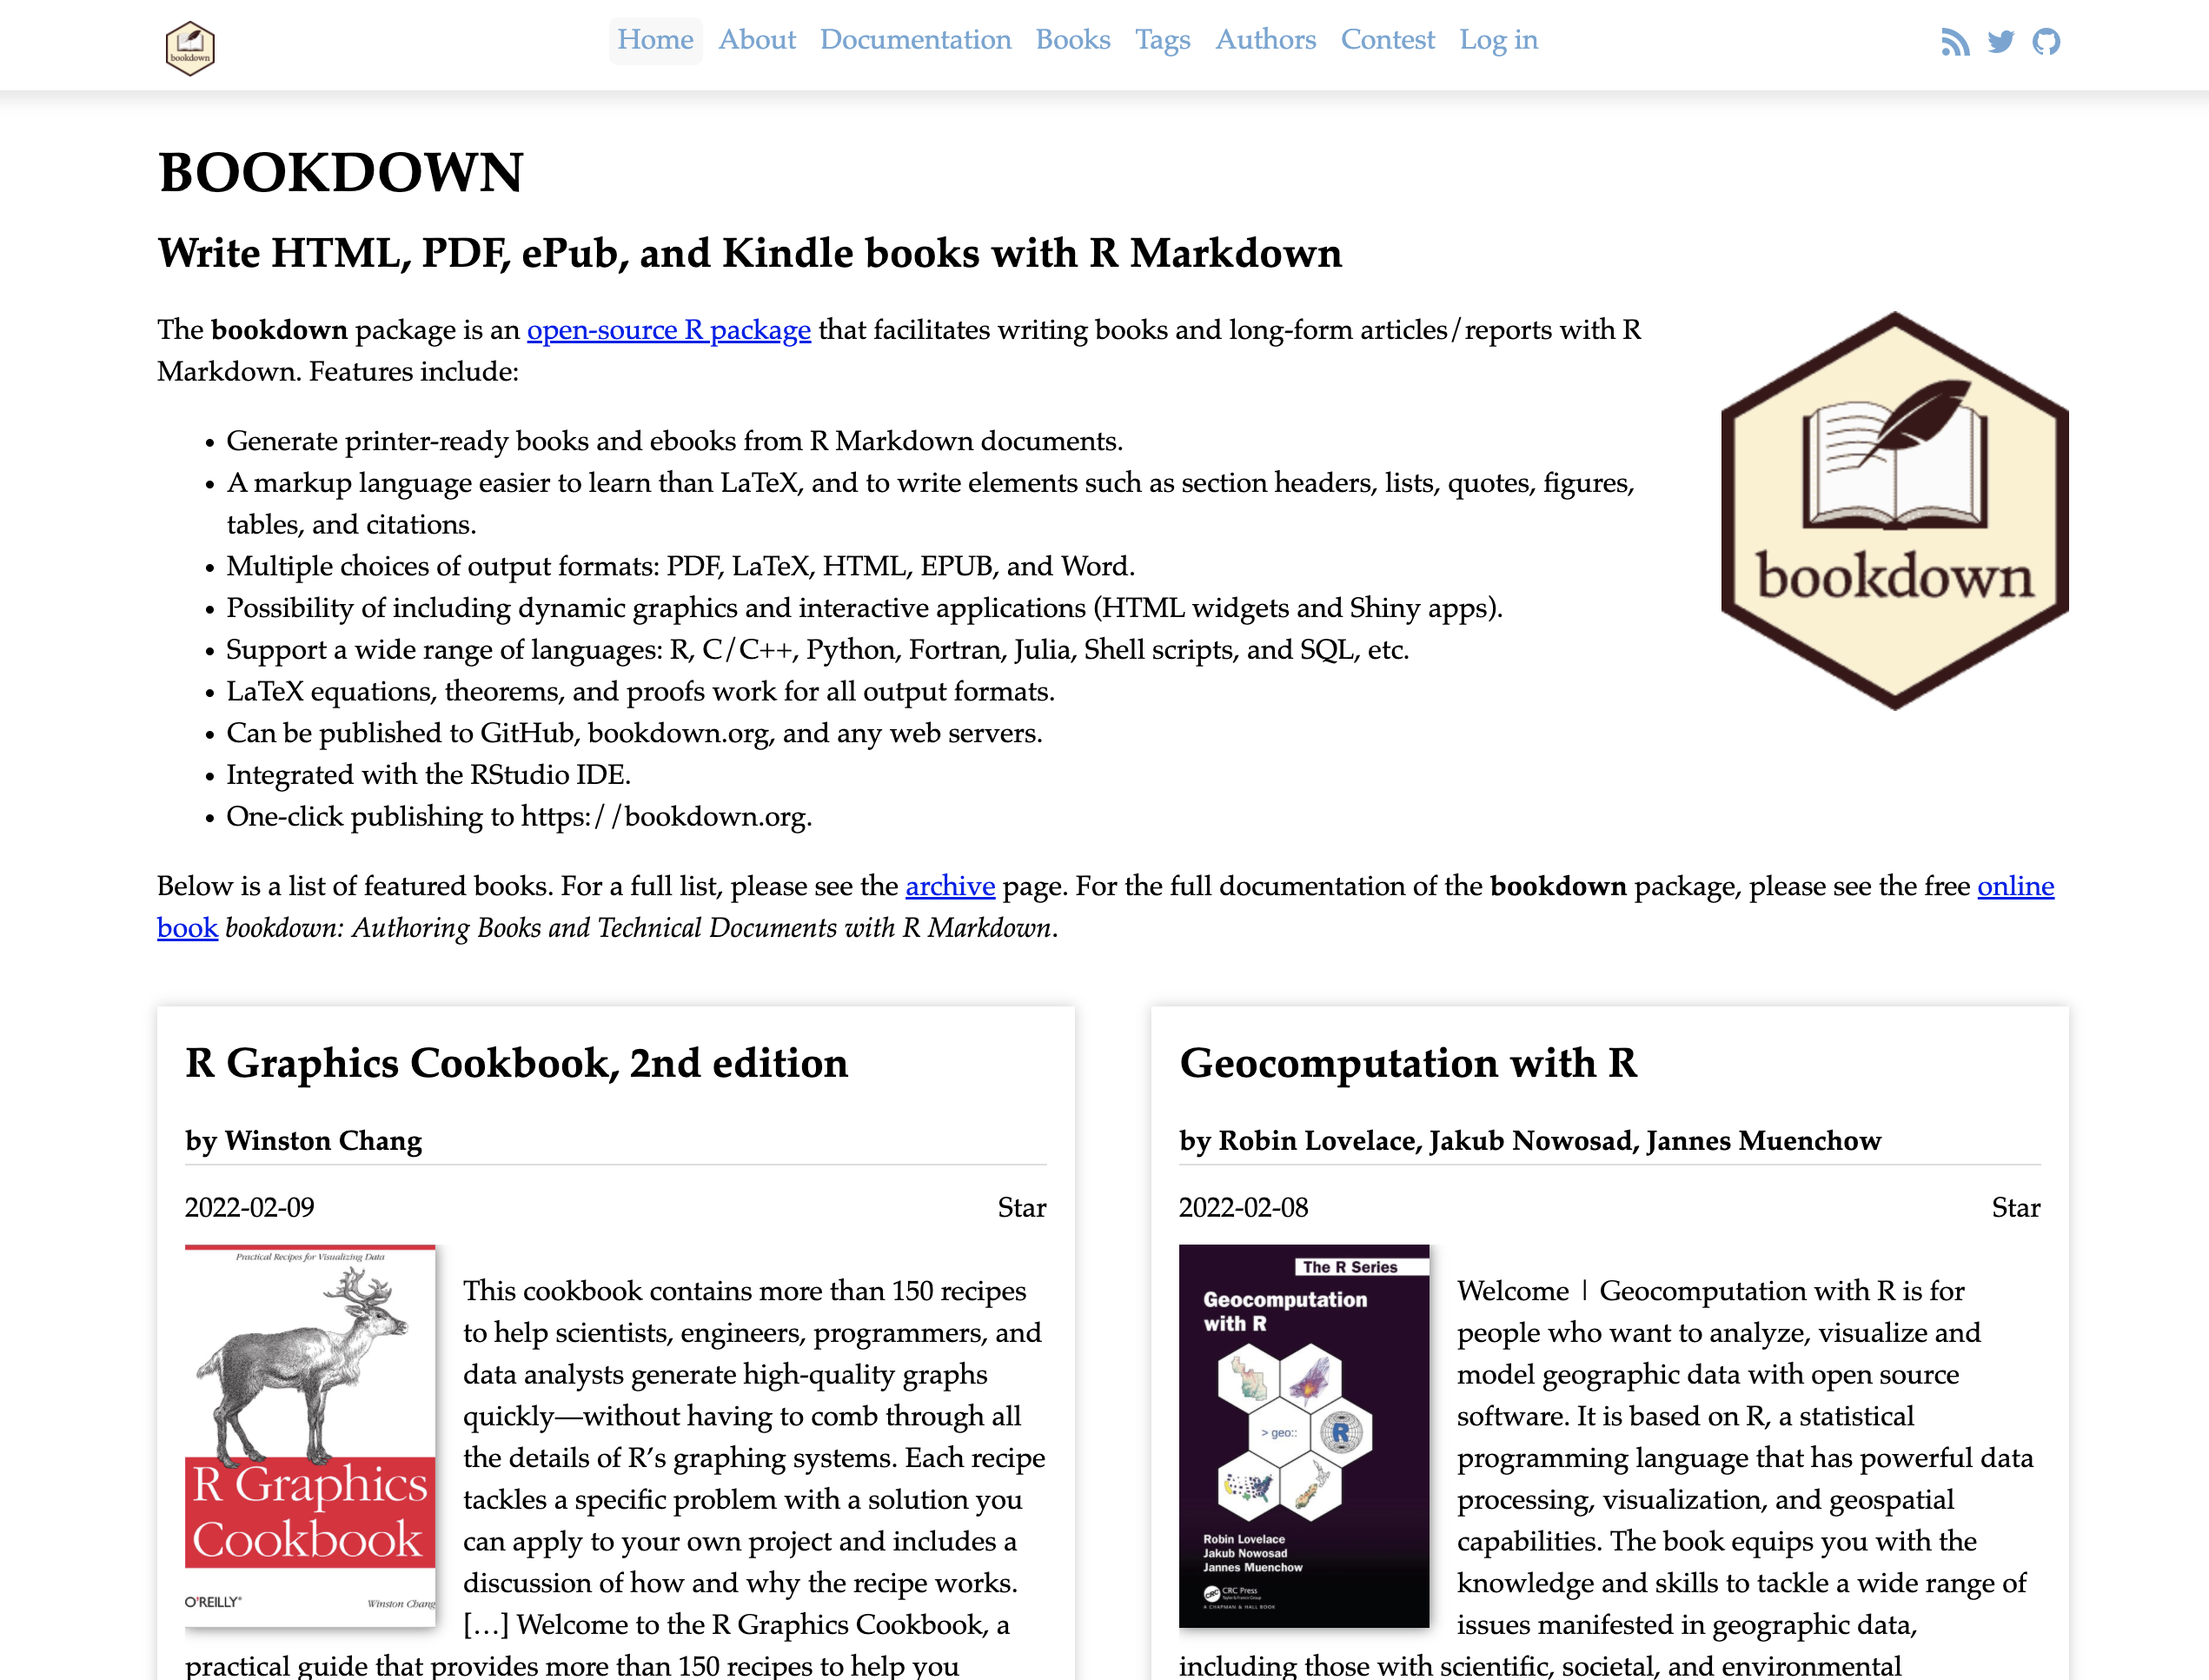 bookdown
Home About Documentation Books Tags Authors Contest Log in
BOOKDOWN
Write HTML, PDF, ePub, and Kindle books with R Markdown
The bookdown package is an open-source R package that facilitates writing books and long-form articles/reports with R
Markdown. Features include:
• Generate printer-ready books and ebooks from R Markdown documents.
• A markup language easier to learn than LaTeX, and to write elements such as section headers, lists, quotes, figures,
tables, and citations.
• Multiple choices of output formats: PDF, LaTeX, HTML, EPUB, and Word.
• Possibility of including dynamic graphics and interactive applications (HTML widgets and Shiny apps).
• Support a wide range of languages: R, C/C++, Python, Fortran, Julia, Shell scripts, and SQL, etc.
• LaTeX equations, theorems, and proofs work for all output formats.
• Can be published to GitHub, bookdown.org, and any web servers.
• Integrated with the RStudio IDE.
• One-click publishing to https://bookdown.org.
bookdown
Below is a list of featured books. For a full list, please see the archive page. For the full documentation of the bookdown package, please see the free online
book bookdown: Authoring Books and Technical Documents with R Markdown.
R Graphics Cookbook, 2nd edition
by Winston Chang
2022-02-09 Star
Practical Recipes for Visualizing Data
R Graphics
Cookbook
O'REILLY®
Winston Chang
This cookbook contains more than 150 recipes
to help scientists, engineers, programmers, and
data analysts generate high-quality graphs
quickly—without having to comb through all
the details of R’s graphing systems. Each recipe
tackles a specific problem with a solution you
can apply to your own project and includes a
discussion of how and why the recipe works.
[…] Welcome to the R Graphics Cookbook, a
practical guide that provides more than 150 recipes to help you
Geocomputation with R
by Robin Lovelace, Jakub Nowosad, Jannes Muenchow
2022-02-08 Star
The R Series
Geocomputation
with R
> geo::
R
Robin Lovelace
Jakub Nowosad
Jannes Muenchow
CRC
CRC Press
Taylor & Francis Group
A CHAPMAN & HALL BOOK
Welcome | Geocomputation with R is for
people who want to analyze, visualize and
model geographic data with open source
software. It is based on R, a statistical
programming language that has powerful data
processing, visualization, and geospatial
capabilities. The book equips you with the
knowledge and skills to tackle a wide range of
issues manifested in geographic data,
including those with scientific, societal, and environmental